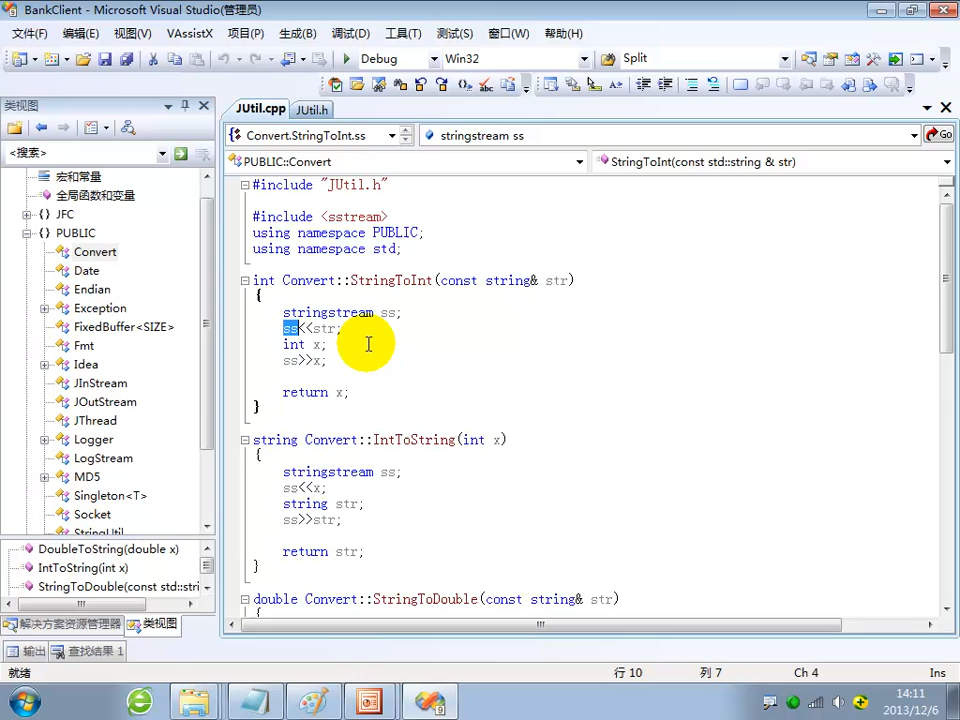 BankClient - Microsoft Visual Studio(管理员)
文件(F) 编辑(E) 视图(V) VAssistX 项目(P) 生成(B) 调试(D) 工具(T) 测试(S) 窗口(W) 帮助(H)
Debug Win32 Split
类视图
JUtil.cpp JUtil.h
Convert.StringToInt.ss stringstream ss Go
<搜索>
PUBLIC::Convert StringToInt(const std::string & str)
宏和常量
全局函数和变量
JFC
PUBLIC
Convert
Date
Endian
Exception
FixedBuffer<SIZE>
Fmt
Idea
JInStream
JOutStream
JThread
Logger
LogStream
MD5
Singleton<T>
Socket
StringUtil
DoubleToString(double x)
IntToString(int x)
StringToDouble(const std::stri
解决方案资源管理器 类视图
#include "JUtil.h"
#include <sstream>
using namespace PUBLIC;
using namespace std;
int Convert::StringToInt(const string& str)
{
stringstream ss;
ss<<str;
int x;
ss>>x;
return x;
}
string Convert::IntToString(int x)
{
stringstream ss;
ss<<x;
string str;
ss>>str;
return str;
}
double Convert::StringToDouble(const string& str)
{
输出 查找结果 1
就绪 行 10 列 7 Ch 4 Ins
14:11
2013/12/6